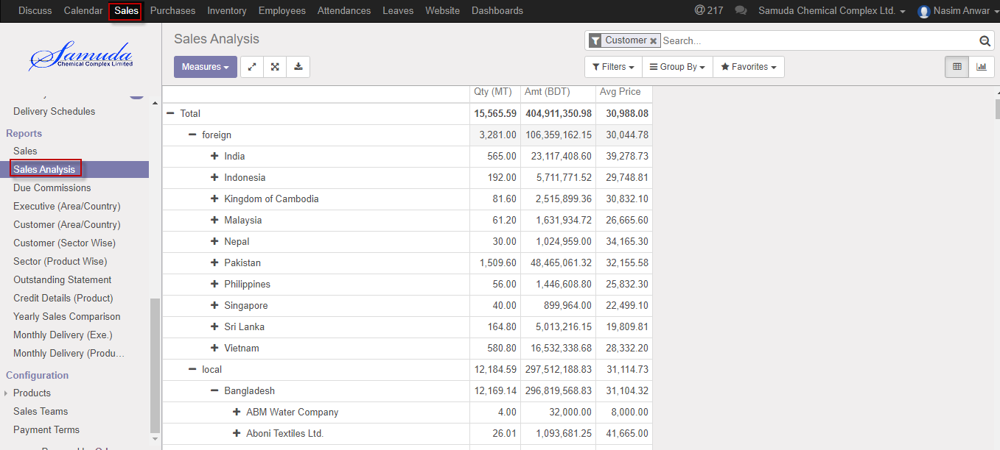 Discuss Calendar Sales Purchases Inventory Employees Attendances Leaves Website Dashboards @ 217 Samuda Chemical Complex Ltd. Nasim Anwar
Samuda
Chemical Complex Limited
Delivery Schedules
Reports
Sales
Sales Analysis
Due Commissions
Executive (Area/Country)
Customer (Area/Country)
Customer (Sector Wise)
Sector (Product Wise)
Outstanding Statement
Credit Details (Product)
Yearly Sales Comparison
Monthly Delivery (Exe.)
Monthly Delivery (Produ…
Configuration
Products
Sales Teams
Payment Terms
Sales Analysis
Customer Search...
Measures
Filters Group By Favorites
Qty (MT) Amt (BDT) Avg Price
Total 15,565.59 404,911,350.98 30,988.08
foreign 3,281.00 106,359,162.15 30,044.78
India 565.00 23,117,408.60 39,278.73
Indonesia 192.00 5,711,771.52 29,748.81
Kingdom of Cambodia 81.60 2,515,899.36 30,832.10
Malaysia 61.20 1,631,934.72 26,665.60
Nepal 30.00 1,024,959.00 34,165.30
Pakistan 1,509.60 48,465,061.32 32,155.58
Philippines 56.00 1,446,608.80 25,832.30
Singapore 40.00 899,964.00 22,499.10
Sri Lanka 164.80 5,013,216.15 19,809.81
Vietnam 580.80 16,532,338.68 28,332.20
local 12,184.59 297,512,188.83 31,114.73
Bangladesh 12,169.14 296,819,568.83 31,104.32
ABM Water Company 4.00 32,000.00 8,000.00
Aboni Textiles Ltd. 26.01 1,093,681.25 41,665.00